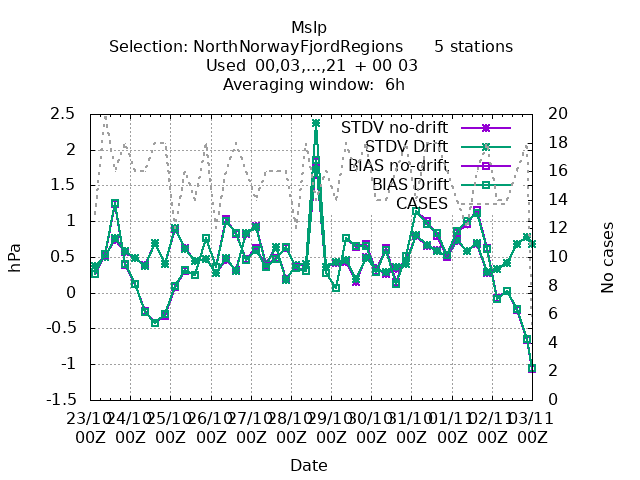 Mslp
Selection: NorthNorwayFjordRegions 5 stations
Used 00,03,...,21 + 00 03
Averaging window: 6h
2.5
2
1.5
1
0.5
0
-0.5
-1
-1.5
hPa
20
18
16
14
12
10
8
6
4
2
0
No cases
STDV no-drift
STDV Drift
BIAS no-drift
BIAS Drift
CASES
23/10 24/10 25/10 26/10 27/10 28/10 29/10 30/10 31/10 01/11 02/11 03/11
00Z 00Z 00Z 00Z 00Z 00Z 00Z 00Z 00Z 00Z 00Z 00Z
Date